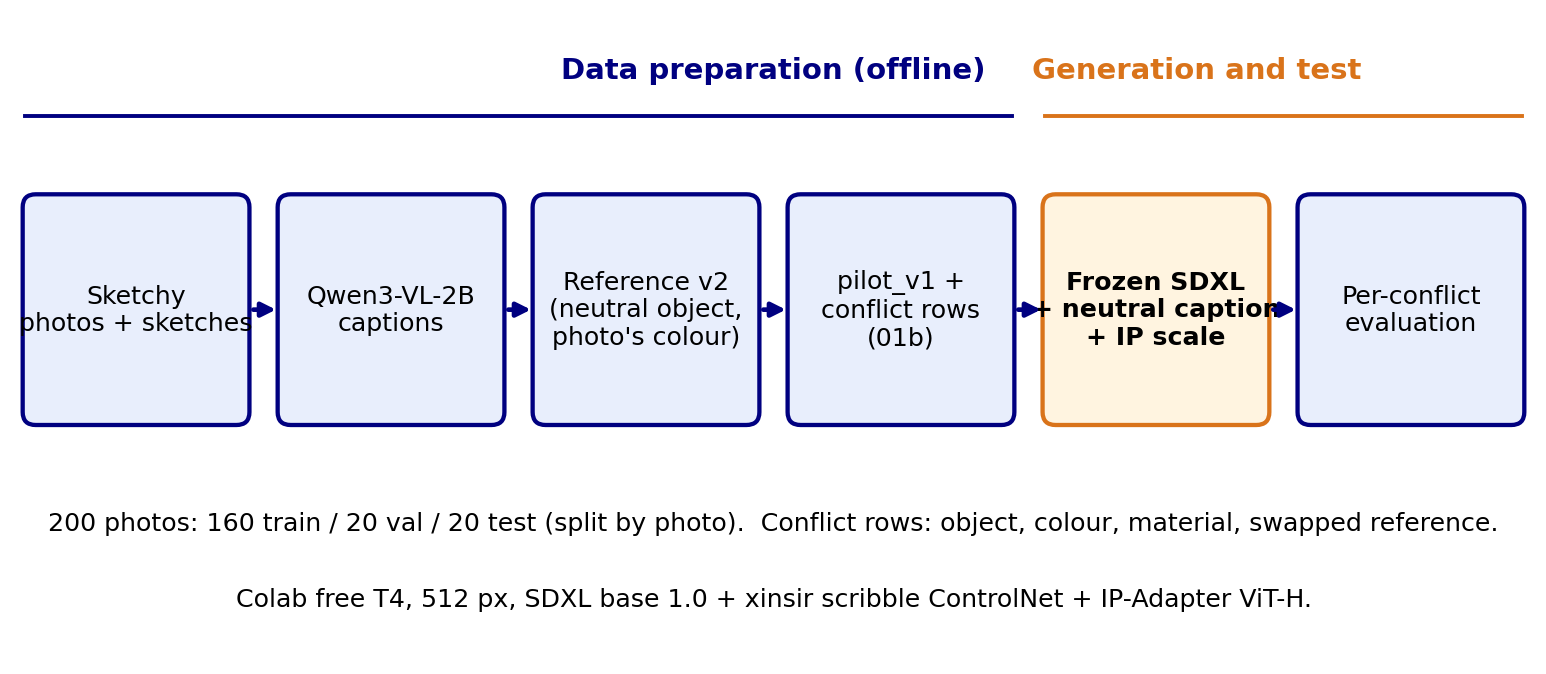 Data preparation (offline)
Generation and test
Sketchy
photos + sketches
Qwen3-VL-2B
captions
Reference v2
(neutral object,
photo's colour)
pilot_v1 +
conflict rows
(01b)
Frozen SDXL
+ neutral caption
+ IP scale
Per-conflict
evaluation
200 photos: 160 train / 20 val / 20 test (split by photo).  Conflict rows: object, colour, material, swapped reference.
Colab free T4, 512 px, SDXL base 1.0 + xinsir scribble ControlNet + IP-Adapter ViT-H.